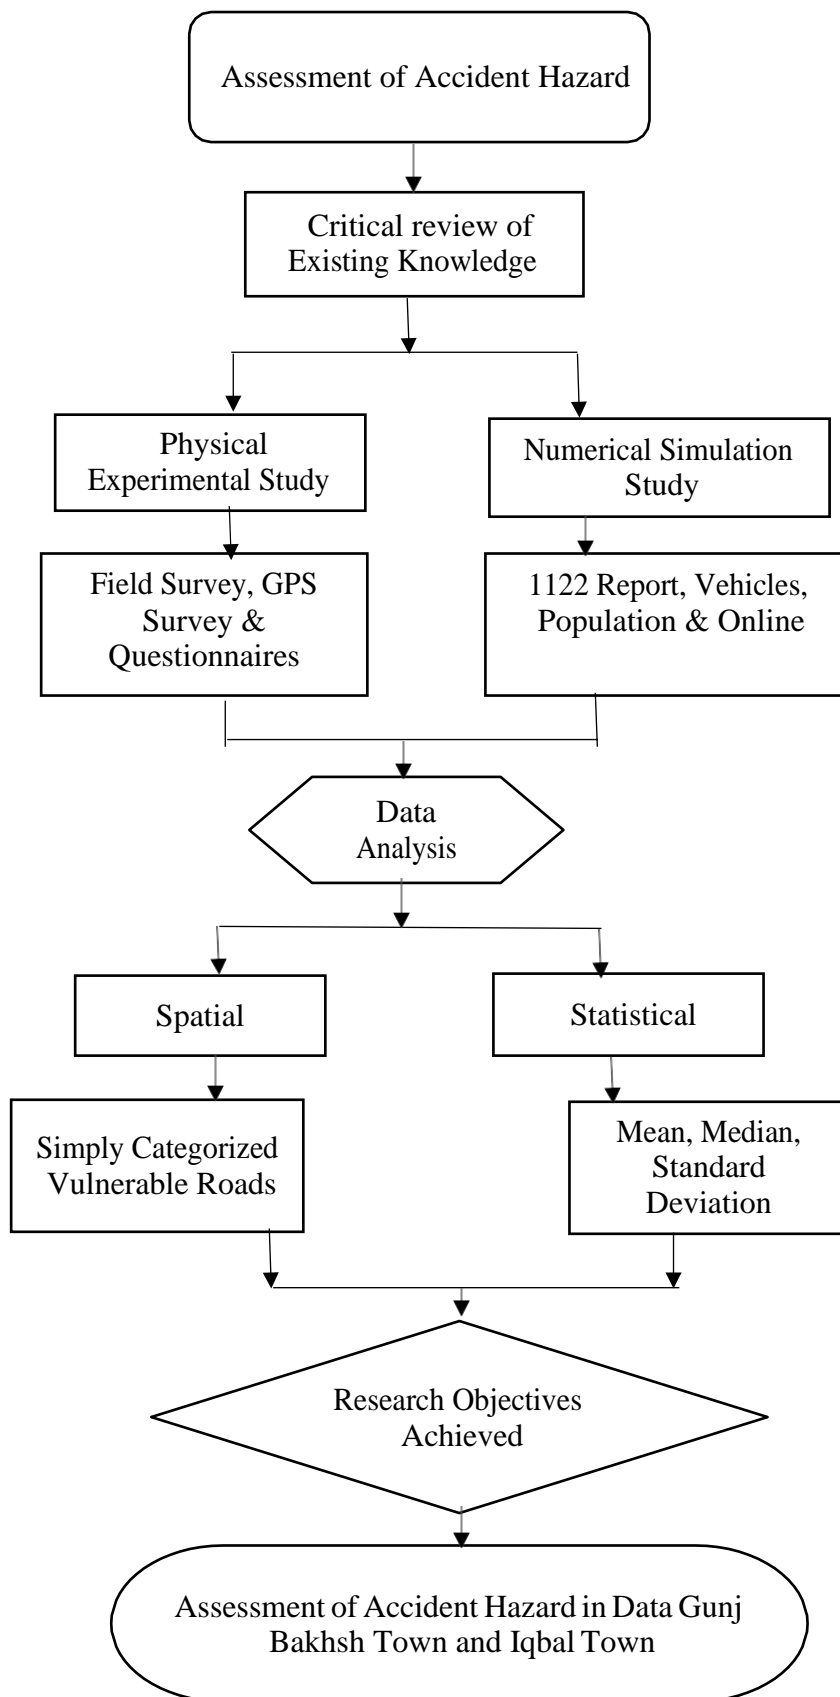 Assessment of Accident Hazard
Critical review of
Existing Knowledge
Physical
Experimental Study
Numerical Simulation
Study
Field Survey, GPS
Survey &
Questionnaires
1122 Report, Vehicles,
Population & Online
Data
Analysis
Spatial
Statistical
Simply Categorized
Vulnerable Roads
Mean, Median,
Standard
Deviation
Research Objectives
Achieved
Assessment of Accident Hazard in Data Gunj
Bakhsh Town and Iqbal Town